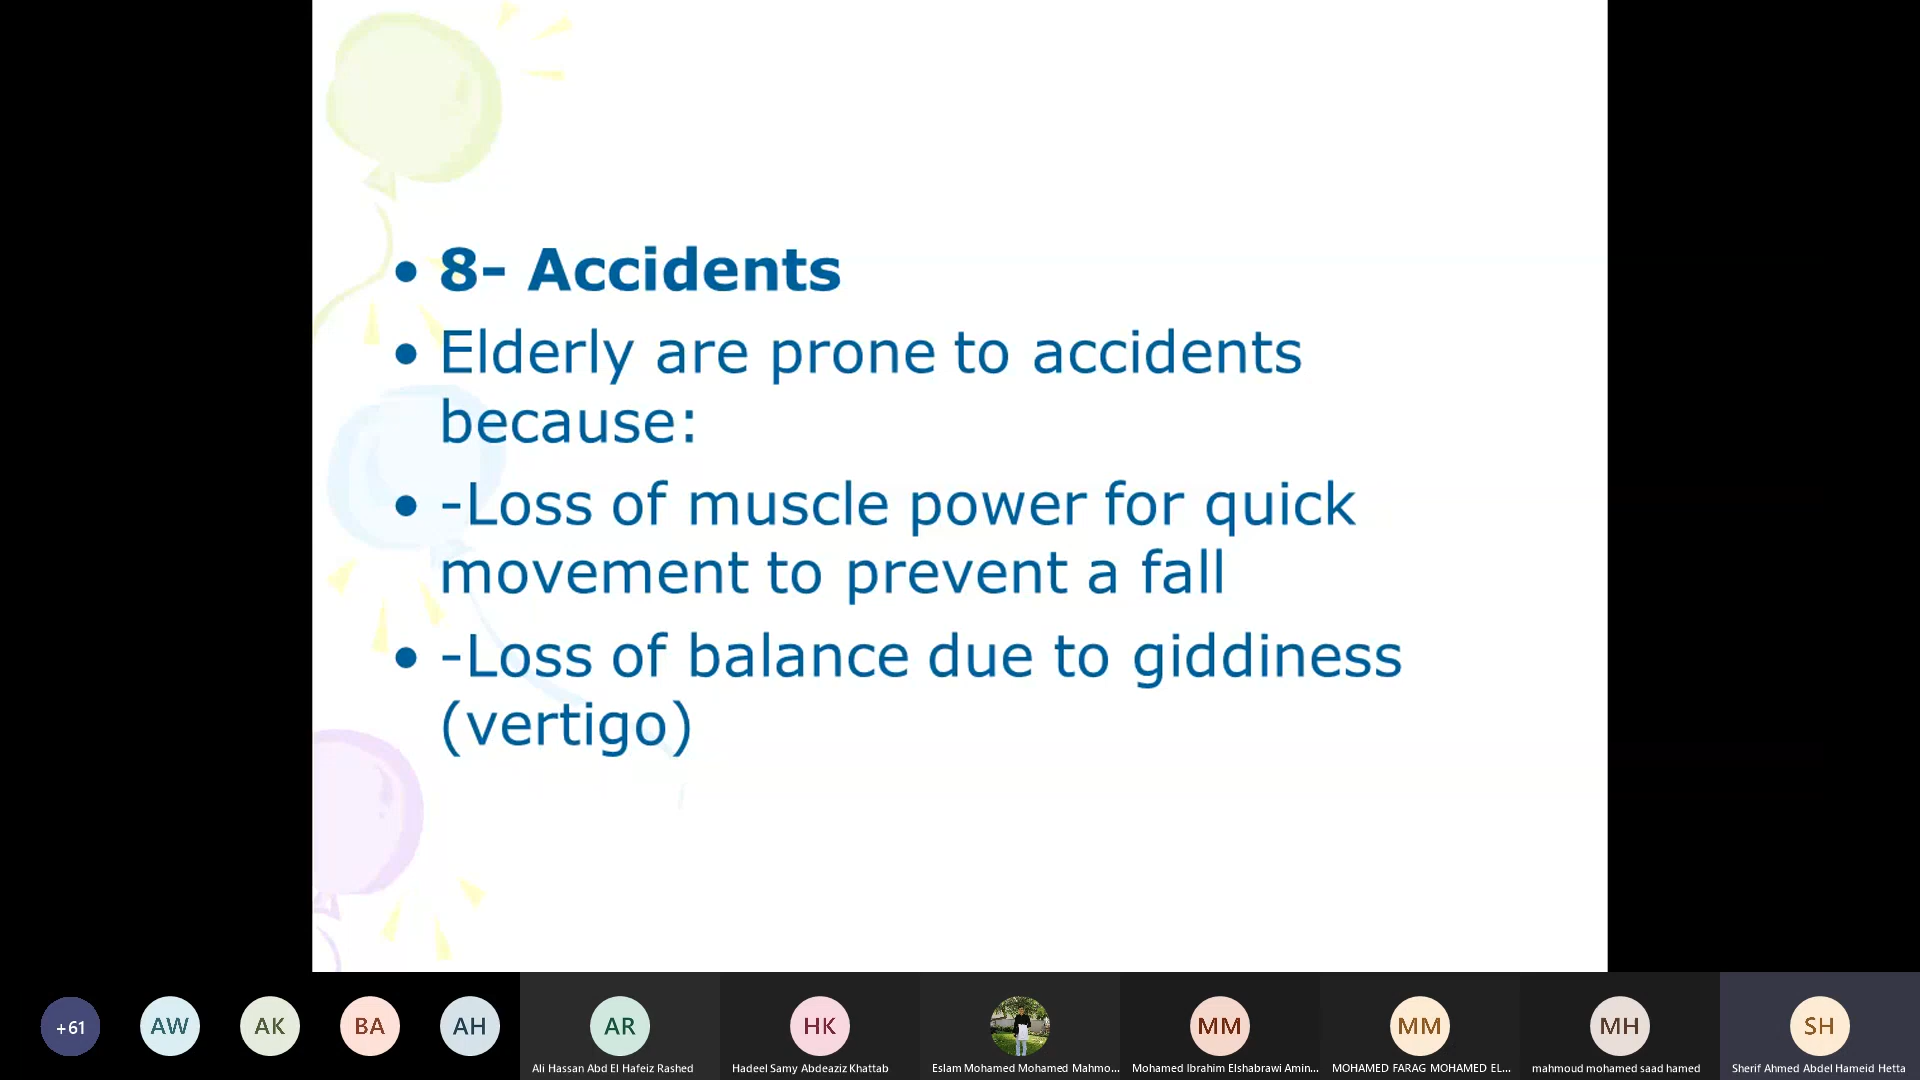 • 8- Accidents
• Elderly are prone to accidents
because:
• -Loss of muscle power for quick
movement to prevent a fall
• -Loss of balance due to giddiness
(vertigo)
+61
AW
AK
BA
AH
AR
HK
MM
MM
MH
SH
Ali Hassan Abd El Hafeiz Rashed
Hadeel Samy Abdeaziz Khattab
Eslam Mohamed Mohamed Mahmo...
Mohamed Ibrahim Elshabrawi Amin...
MOHAMED FARAG MOHAMED EL...
mahmoud mohamed saad hamed
Sherif Ahmed Abdel Hameid Hetta